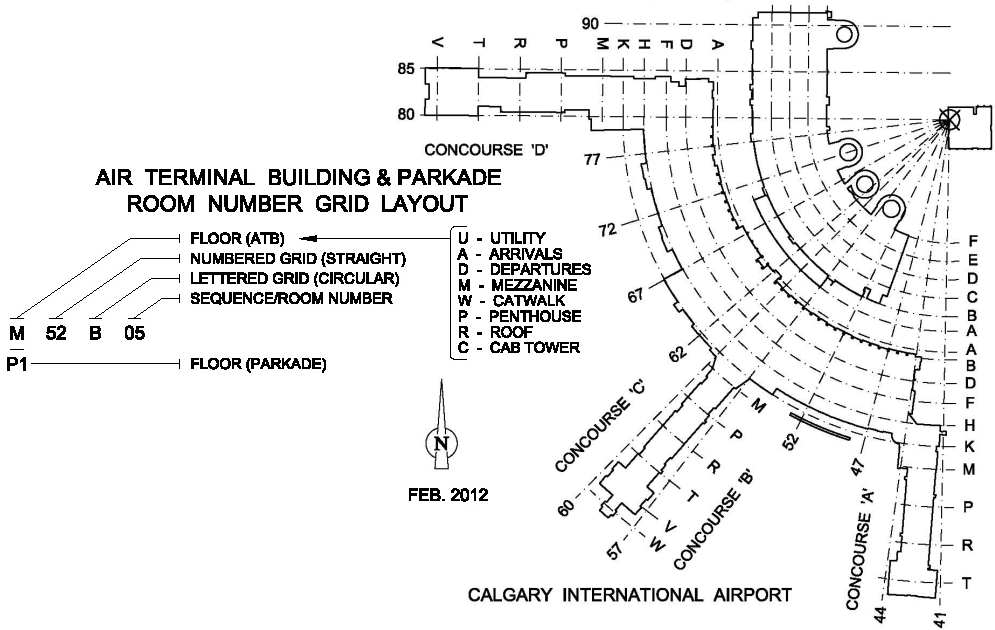 90
V T R P M K H F D A
85
80
CONCOURSE 'D'
77
AIR TERMINAL BUILDING & PARKADE
ROOM NUMBER GRID LAYOUT
72
FLOOR (ATB)
NUMBERED GRID (STRAIGHT)
LETTERED GRID (CIRCULAR)
SEQUENCE/ROOM NUMBER
M 52 B 05
P1
FLOOR (PARKADE)
U - UTILITY
A - ARRIVALS
D - DEPARTURES
M - MEZZANINE
W - CATWALK
P - PENTHOUSE
R - ROOF
C - CAB TOWER
67
62
F
E
D
C
B
A
A
B
D
F
H
K
M
P
R
T
CONCOURSE 'C'
M
P
R
T
V
W
CONCOURSE 'B'
52
47
60
57
CONCOURSE 'A'
44
41
N
FEB. 2012
CALGARY INTERNATIONAL AIRPORT